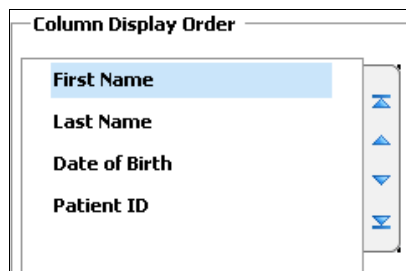 Column Display Order
First Name
Last Name
Date of Birth
Patient ID